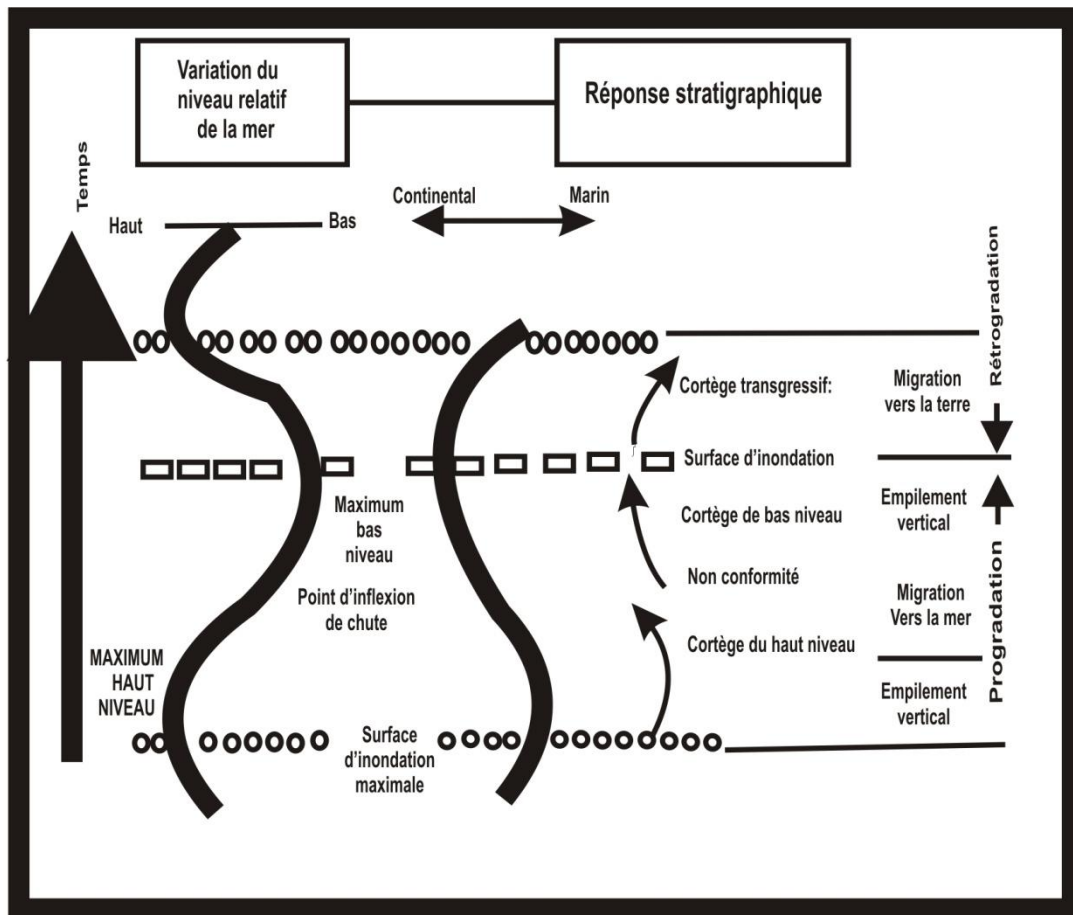 Variation du
niveau relatif
de la mer
Réponse stratigraphique
Temps
Continental
Marin
Haut
Bas
Rétrogradation
Cortège transgressif:
Migration
vers la terre
Surface d'inondation
Maximum
bas
niveau
Cortège de bas niveau
Empilement
vertical
Point d'inflexion
de chute
Non conformité
Migration
Vers la mer
Progradation
MAXIMUM
HAUT
NIVEAU
Cortège du haut niveau
Empilement
vertical
Surface
d'inondation
maximale